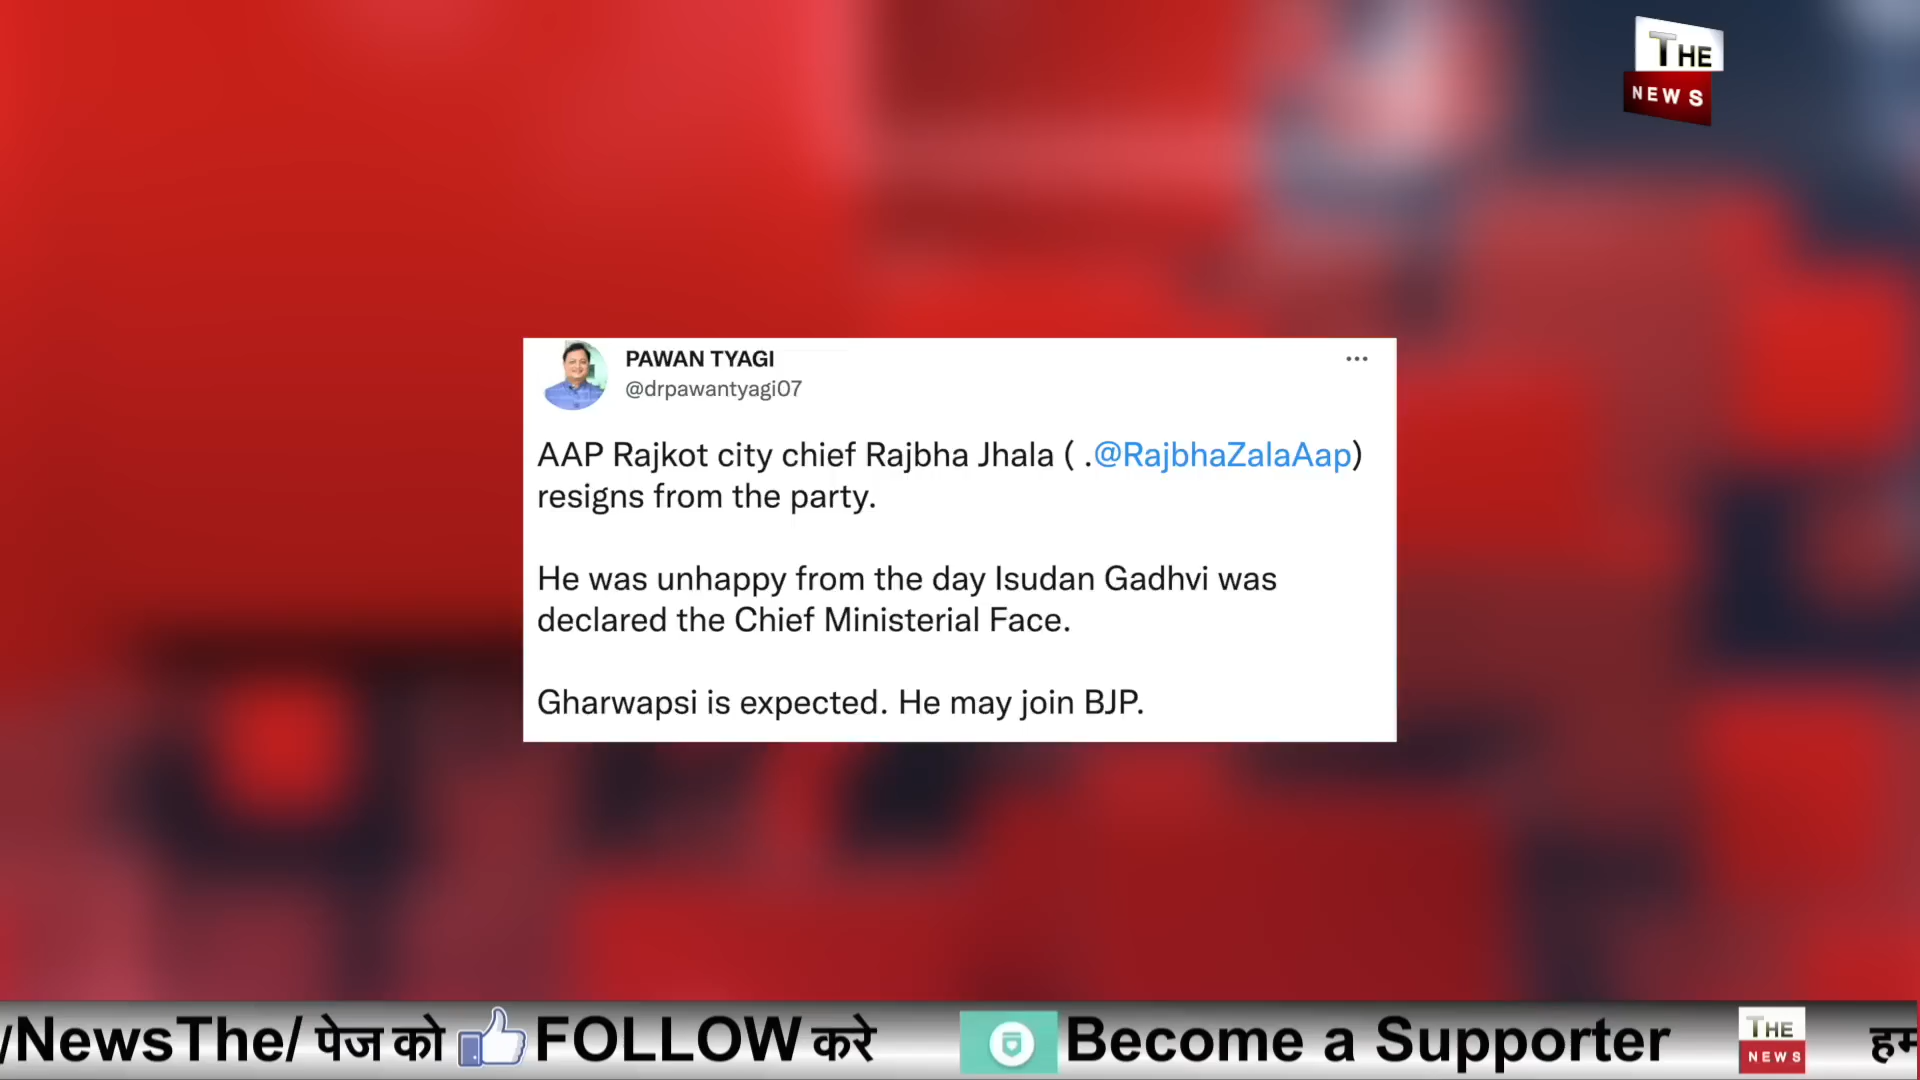 THE
NEWS
PAWAN TYAGI
@drpawantyagi07
AAP Rajkot city chief Rajbha Jhala ( .@RajbhaZalaAap)
resigns from the party.
He was unhappy from the day Isudan Gadhvi was
declared the Chief Ministerial Face.
Gharwapsi is expected. He may join BJP.
/NewsThe/ पेज को FOLLOW करे Become a Supporter THE NEWS हम